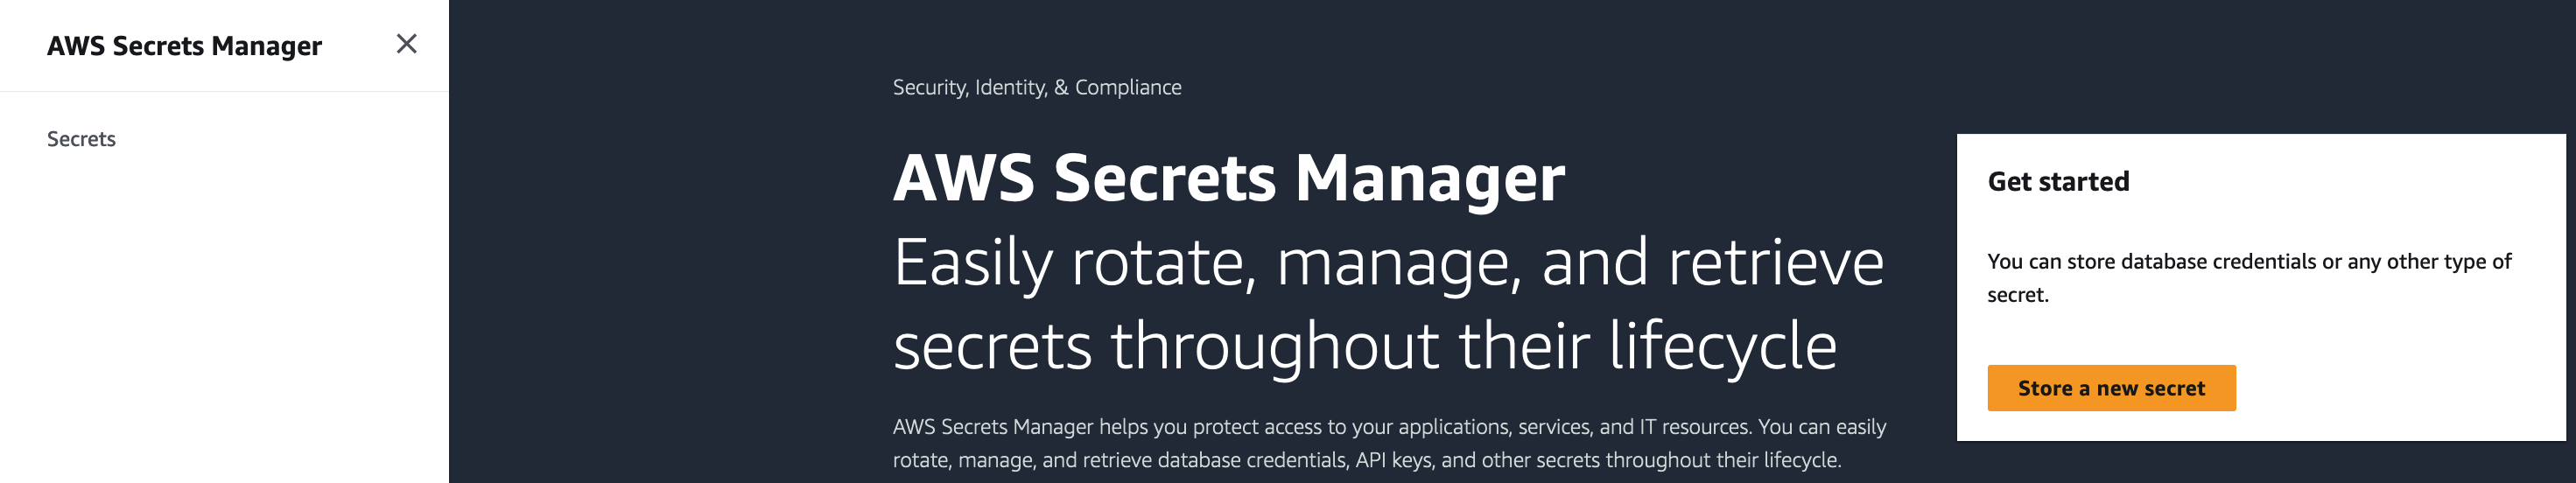 AWS Secrets Manager
Secrets
Security, Identity, & Compliance
AWS Secrets Manager
Easily rotate, manage, and retrieve
secrets throughout their lifecycle
AWS Secrets Manager helps you protect access to your applications, services, and IT resources. You can easily
rotate, manage, and retrieve database credentials, API keys, and other secrets throughout their lifecycle.
Get started
You can store database credentials or any other type of
secret.
Store a new secret